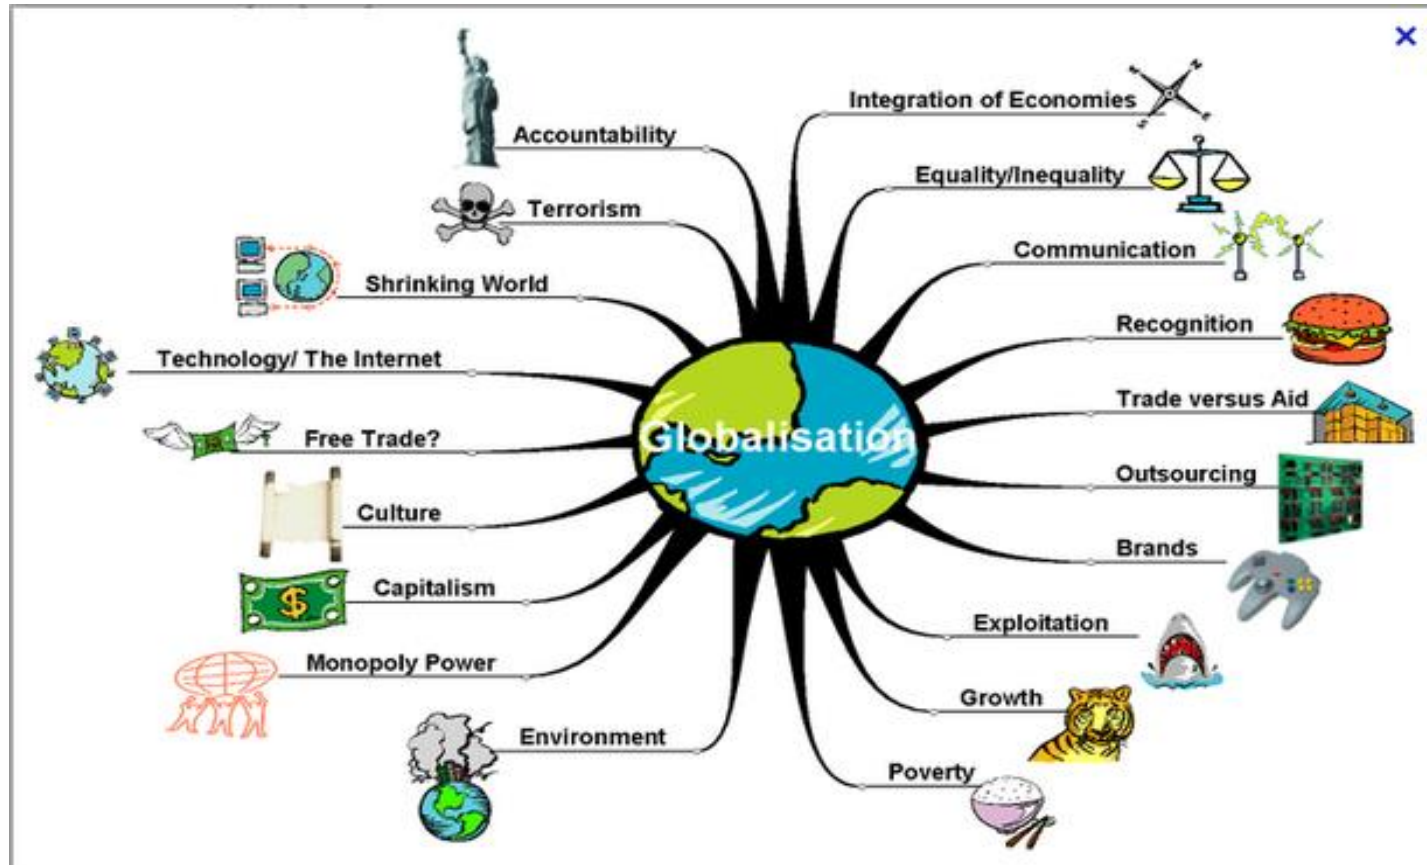 Accountability
Terrorism
Shrinking World
Technology/ The Internet
Free Trade?
Culture
Capitalism
Monopoly Power
Environment
Globalisation
Integration of Economies
Equality/Inequality
Communication
Recognition
Trade versus Aid
Outsourcing
Brands
Exploitation
Growth
Poverty